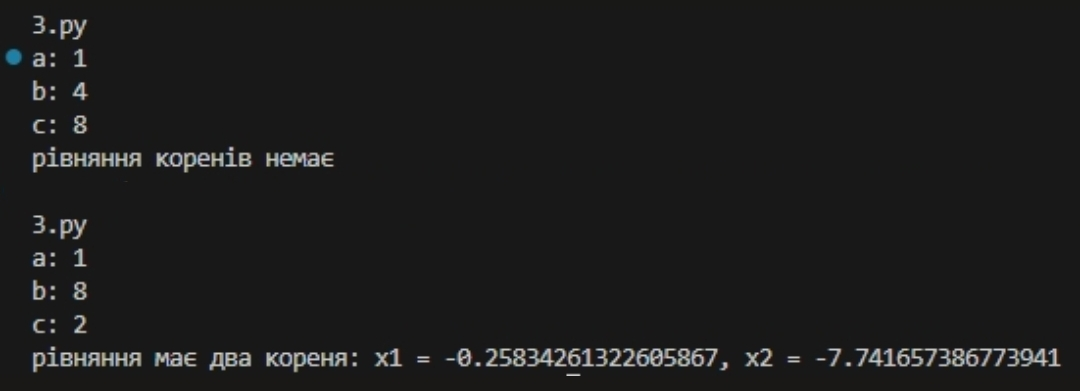 3.py
a: 1
b: 4
c: 8
рівняння коренів немає
3.py
a: 1
b: 8
c: 2
рівняння має два кореня: x1 = -0.25834261322605867, x2 = -7.741657386773941